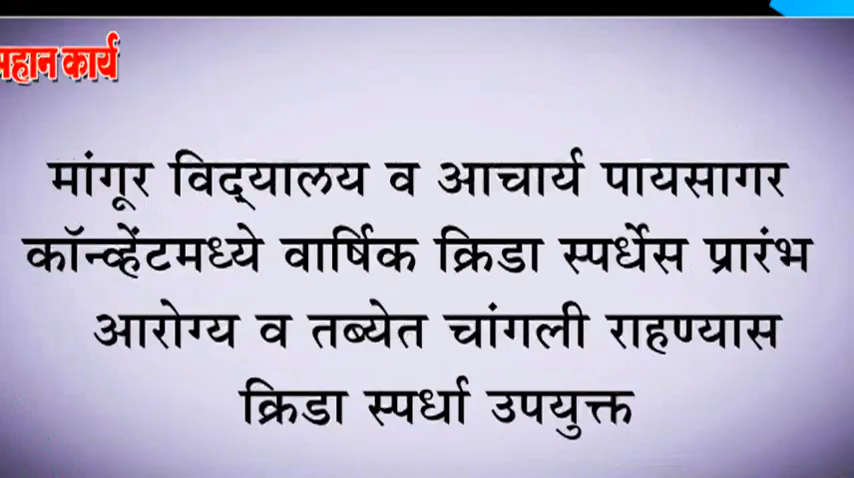 महान कार्य
मांगूर विद्‌यालय व आचार्य पायसागर
कॉन्व्हेंटमध्ये वार्षिक क्रिडा स्पर्धेस प्रारंभ
आरोग्य व तब्येत चांगली राहण्यास
क्रिडा स्पर्धा उपयुक्त